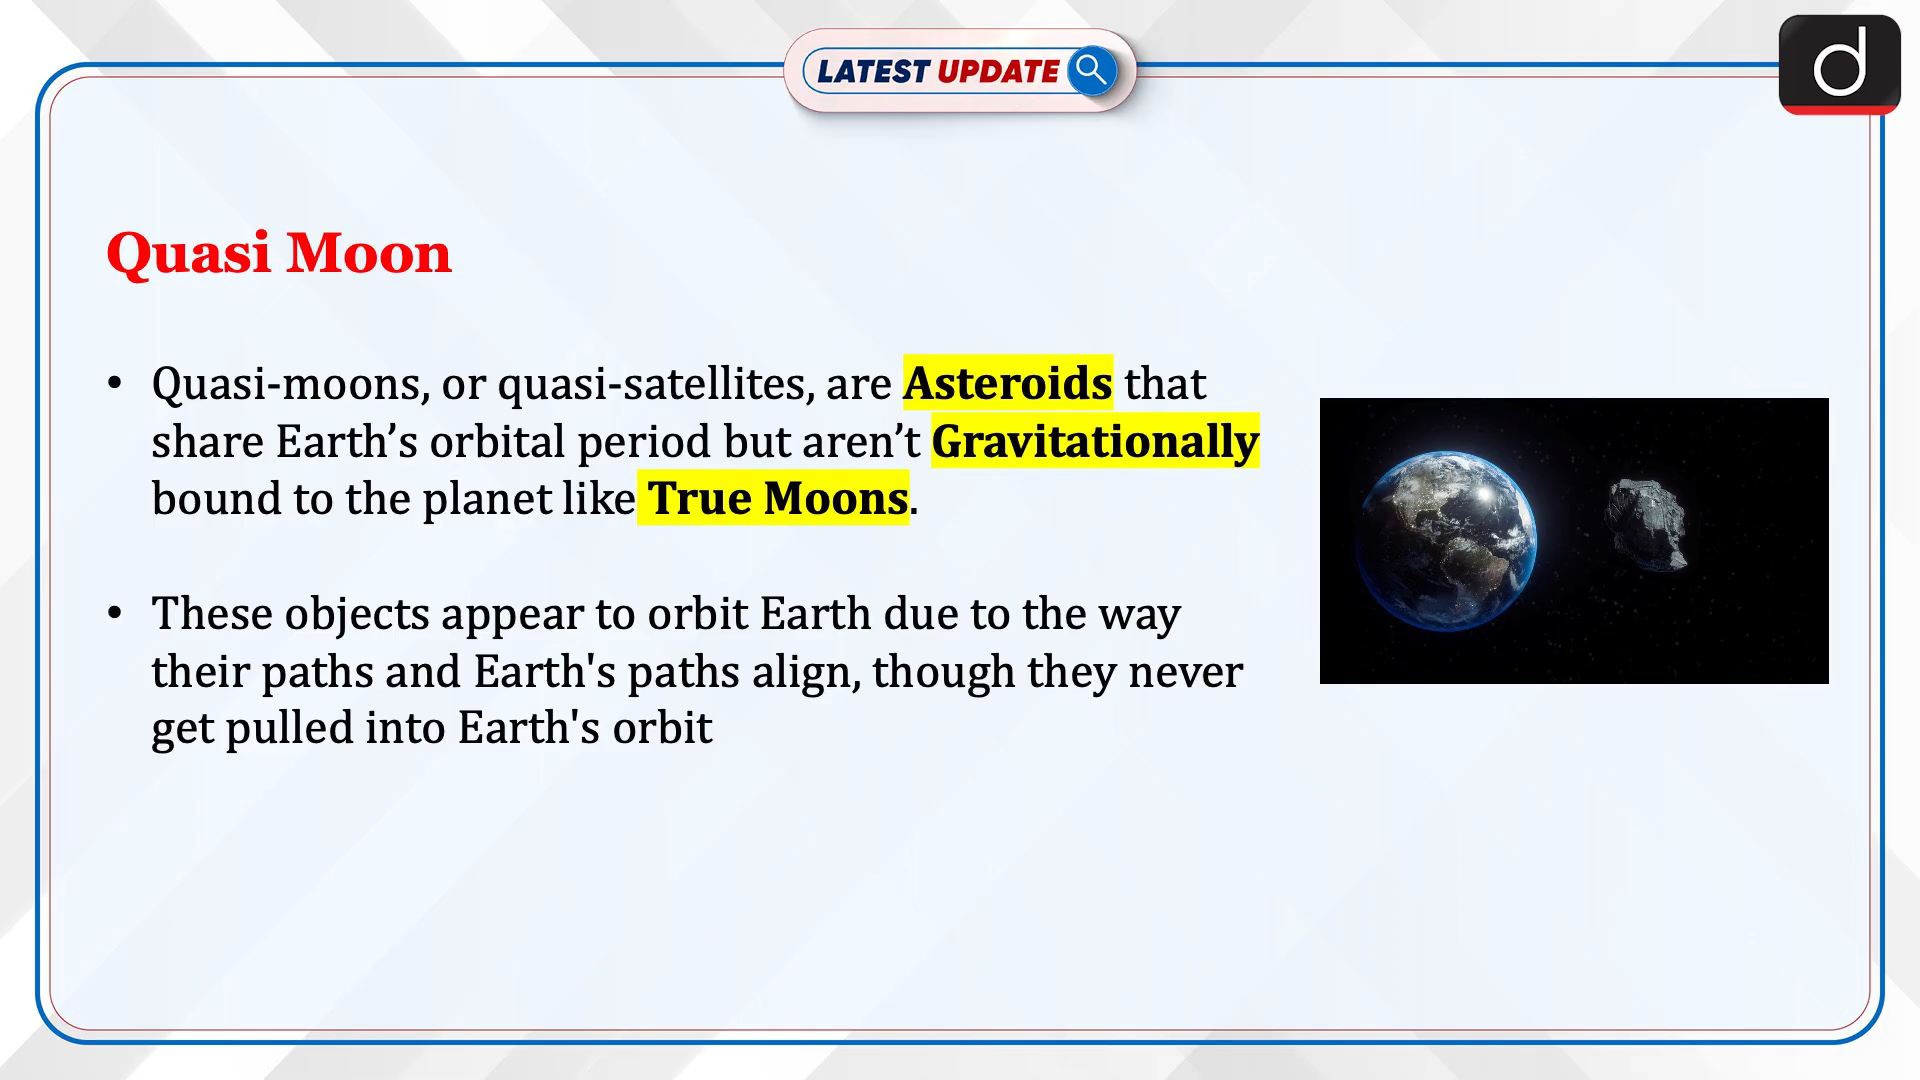 LATEST UPDATE
d
Quasi Moon
• Quasi-moons, or quasi-satellites, are Asteroids that
share Earth’s orbital period but aren’t Gravitationally
bound to the planet like True Moons.
• These objects appear to orbit Earth due to the way
their paths and Earth's paths align, though they never
get pulled into Earth's orbit